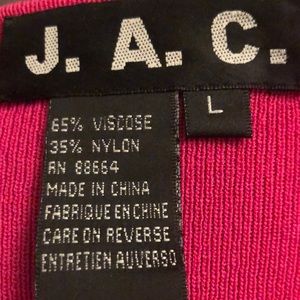 J. A. C.
L
65% VISCOSE
35% NYLON
RN 88664
MADE IN CHINA
FABRIQUE EN CHINE
CARE ON REVERSE
ENTRETIEN AU VERSO